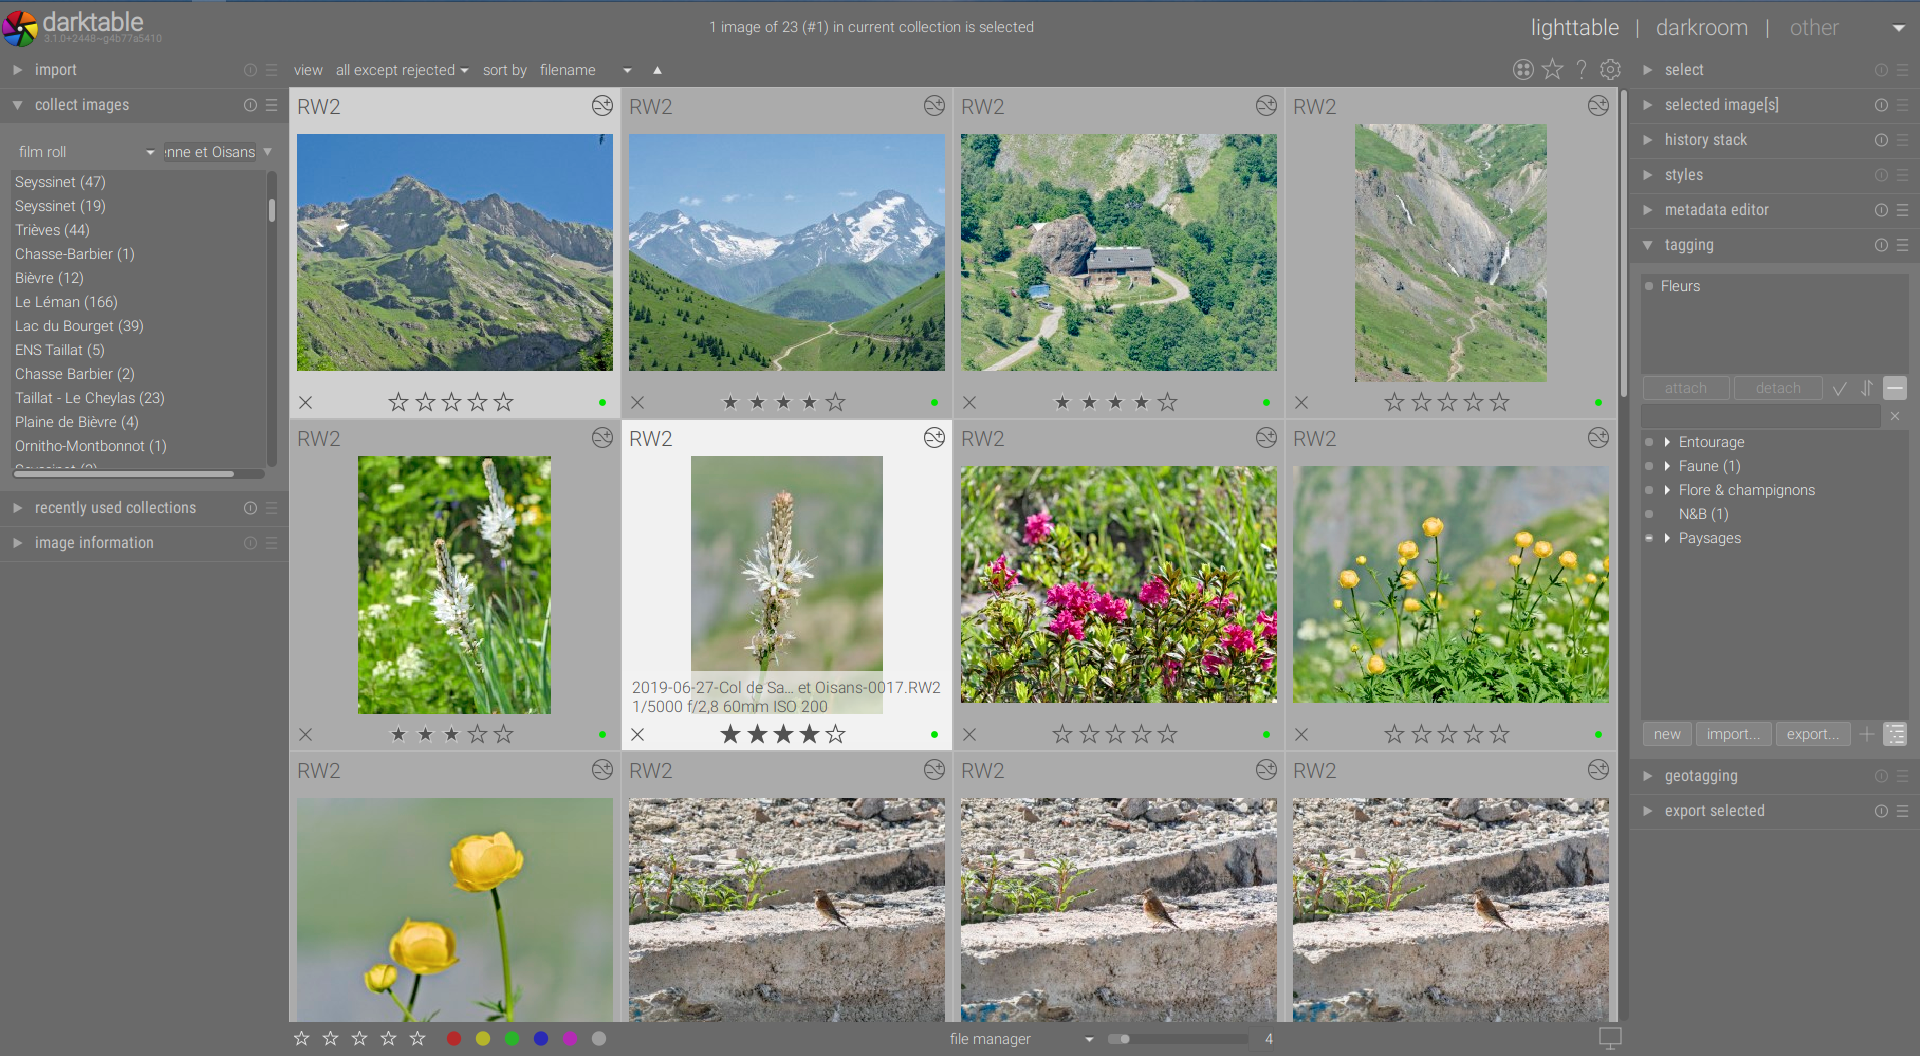 darktable
3.1.0+2448~g4b77a5410
1 image of 23 (#1) in current collection is selected
lighttable | darkroom | other
import
collect images
film roll
enne et Oisans
Seyssinet (47)
Seyssinet (19)
Trièves (44)
Chasse-Barbier (1)
Bièvre (12)
Le Léman (166)
Lac du Bourget (39)
ENS Taillat (5)
Chasse Barbier (2)
Taillat - Le Cheylas (23)
Plaine de Bièvre (4)
Ornitho-Montbonnot (1)
Seyssinet (2)
recently used collections
image information
view all except rejected sort by filename
RW2 RW2 RW2 RW2
RW2 RW2 RW2 RW2
2019-06-27-Col de Sa... et Oisans-0017.RW2
1/5000 f/2,8 60mm ISO 200
RW2 RW2 RW2 RW2
file manager 4
select
selected image[s]
history stack
styles
metadata editor
tagging
Fleurs
attach detach
Entourage
Faune (1)
Flore & champignons
N&B (1)
Paysages
new import... export...
geotagging
export selected